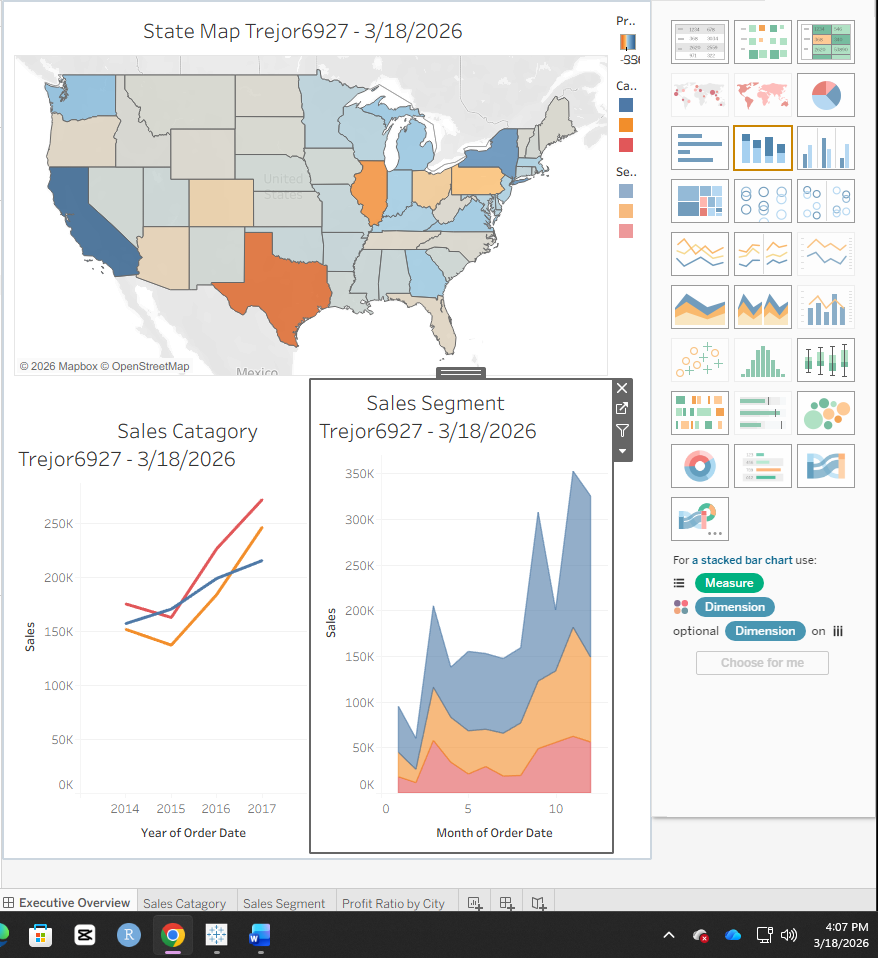 State Map Trejor6927 - 3/18/2026
Pr..
Ca..
Se..
United
States
© 2026 Mapbox © OpenStreetMap
Mexico
Sales Catagory
Trejor6927 - 3/18/2026
250K
200K
150K
100K
50K
0K
Sales
2014 2015 2016 2017
Year of Order Date
Sales Segment
Trejor6927 - 3/18/2026
350K
300K
250K
200K
150K
100K
50K
0K
Sales
0 5 10
Month of Order Date
For a stacked bar chart use:
Measure
Dimension
optional Dimension on
Choose for me
Executive Overview Sales Catagory Sales Segment Profit Ratio by City
R
W
4:07 PM
3/18/2026